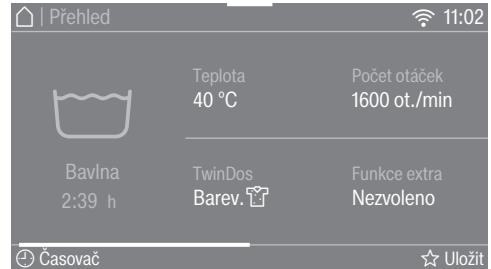 | Přehled
11:02
Teplota
40 °C
Počet otáček
1600 ot./min
Bavlna
2:39 h
TwinDos
Barev.
Funkce extra
Nezvoleno
Časovač
Uložit